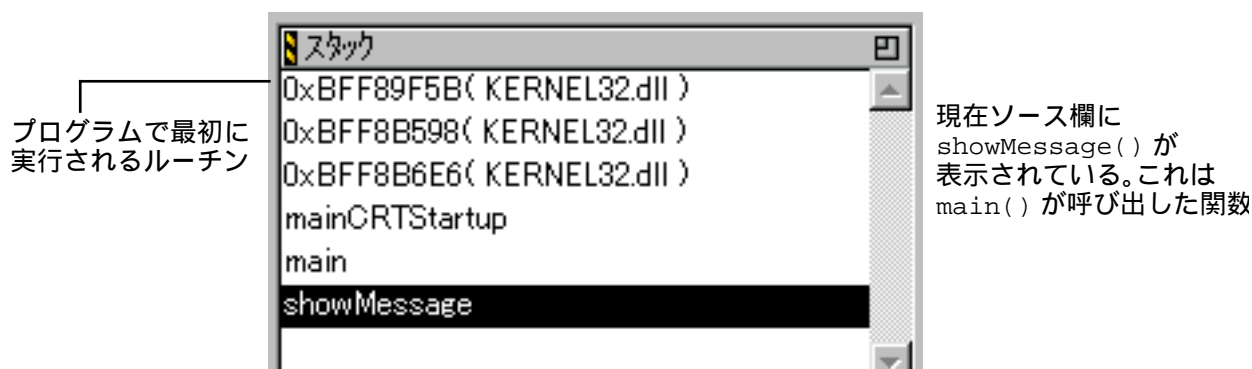 スタック
プログラムで最初に
実行されるルーチン
0xBFF89F5B( KERNEL32.dll )
0xBFF8B598( KERNEL32.dll )
0xBFF8B6E6( KERNEL32.dll )
mainCRTStartup
main
showMessage
現在ソース欄に
showMessage() が
表示されている。これは
main() が呼び出した関数